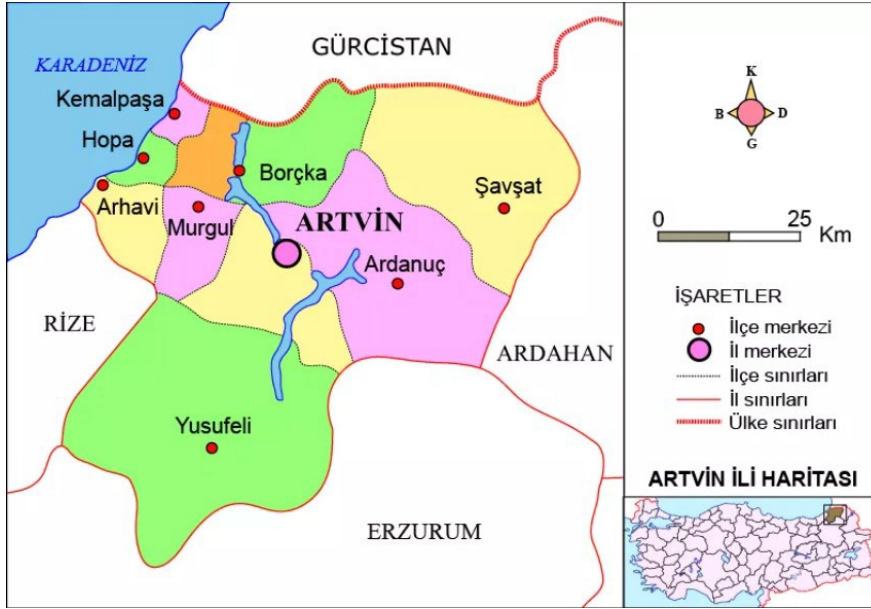 GÜRCİSTAN
KARADENİZ
Kemalpaşa
Hopa
Borçka
Arhavi
Murgul
ARTVİN
Şavşat
Ardanuç
RİZE
ARDAHAN
Yusufeli
ERZURUM
K
B D
G
0 25
Km
İŞARETLER
İlçe merkezi
İl merkezi
İlçe sınırları
İl sınırları
Ülke sınırları
ARTVİN İLİ HARİTASI